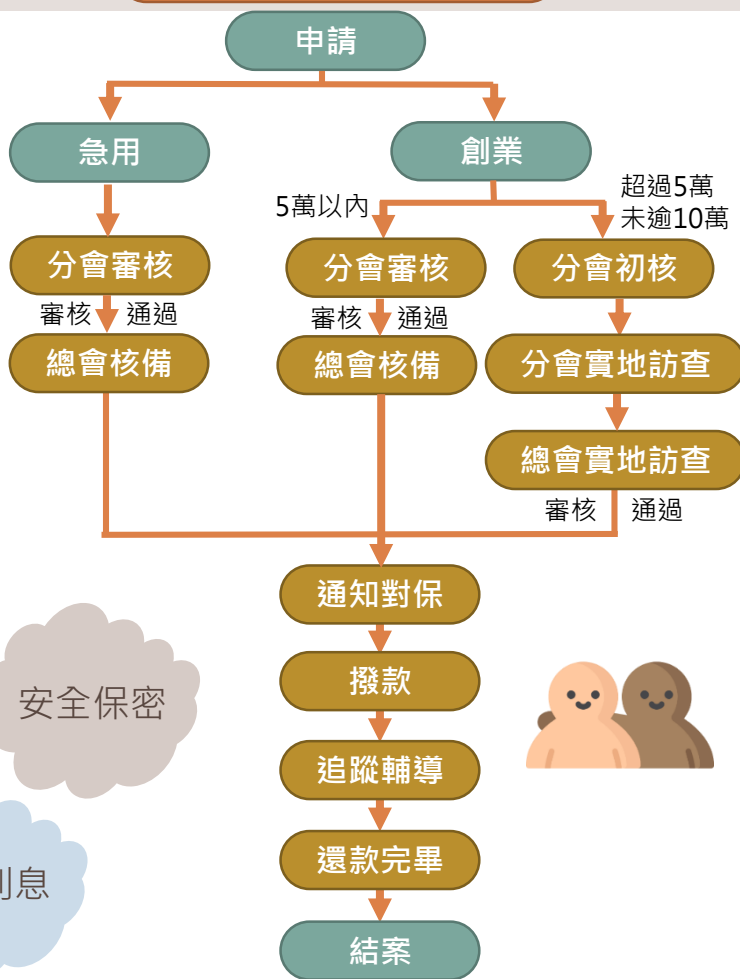 申請
急用
創業
5萬以內
超過5萬
未逾10萬
分會審核
分會審核
分會初核
審核 通過
審核 通過
總會核備
總會核備
分會實地訪查
總會實地訪查
審核 通過
通知對保
安全保密
撥款
追蹤輔導
還款完畢
利息
結案